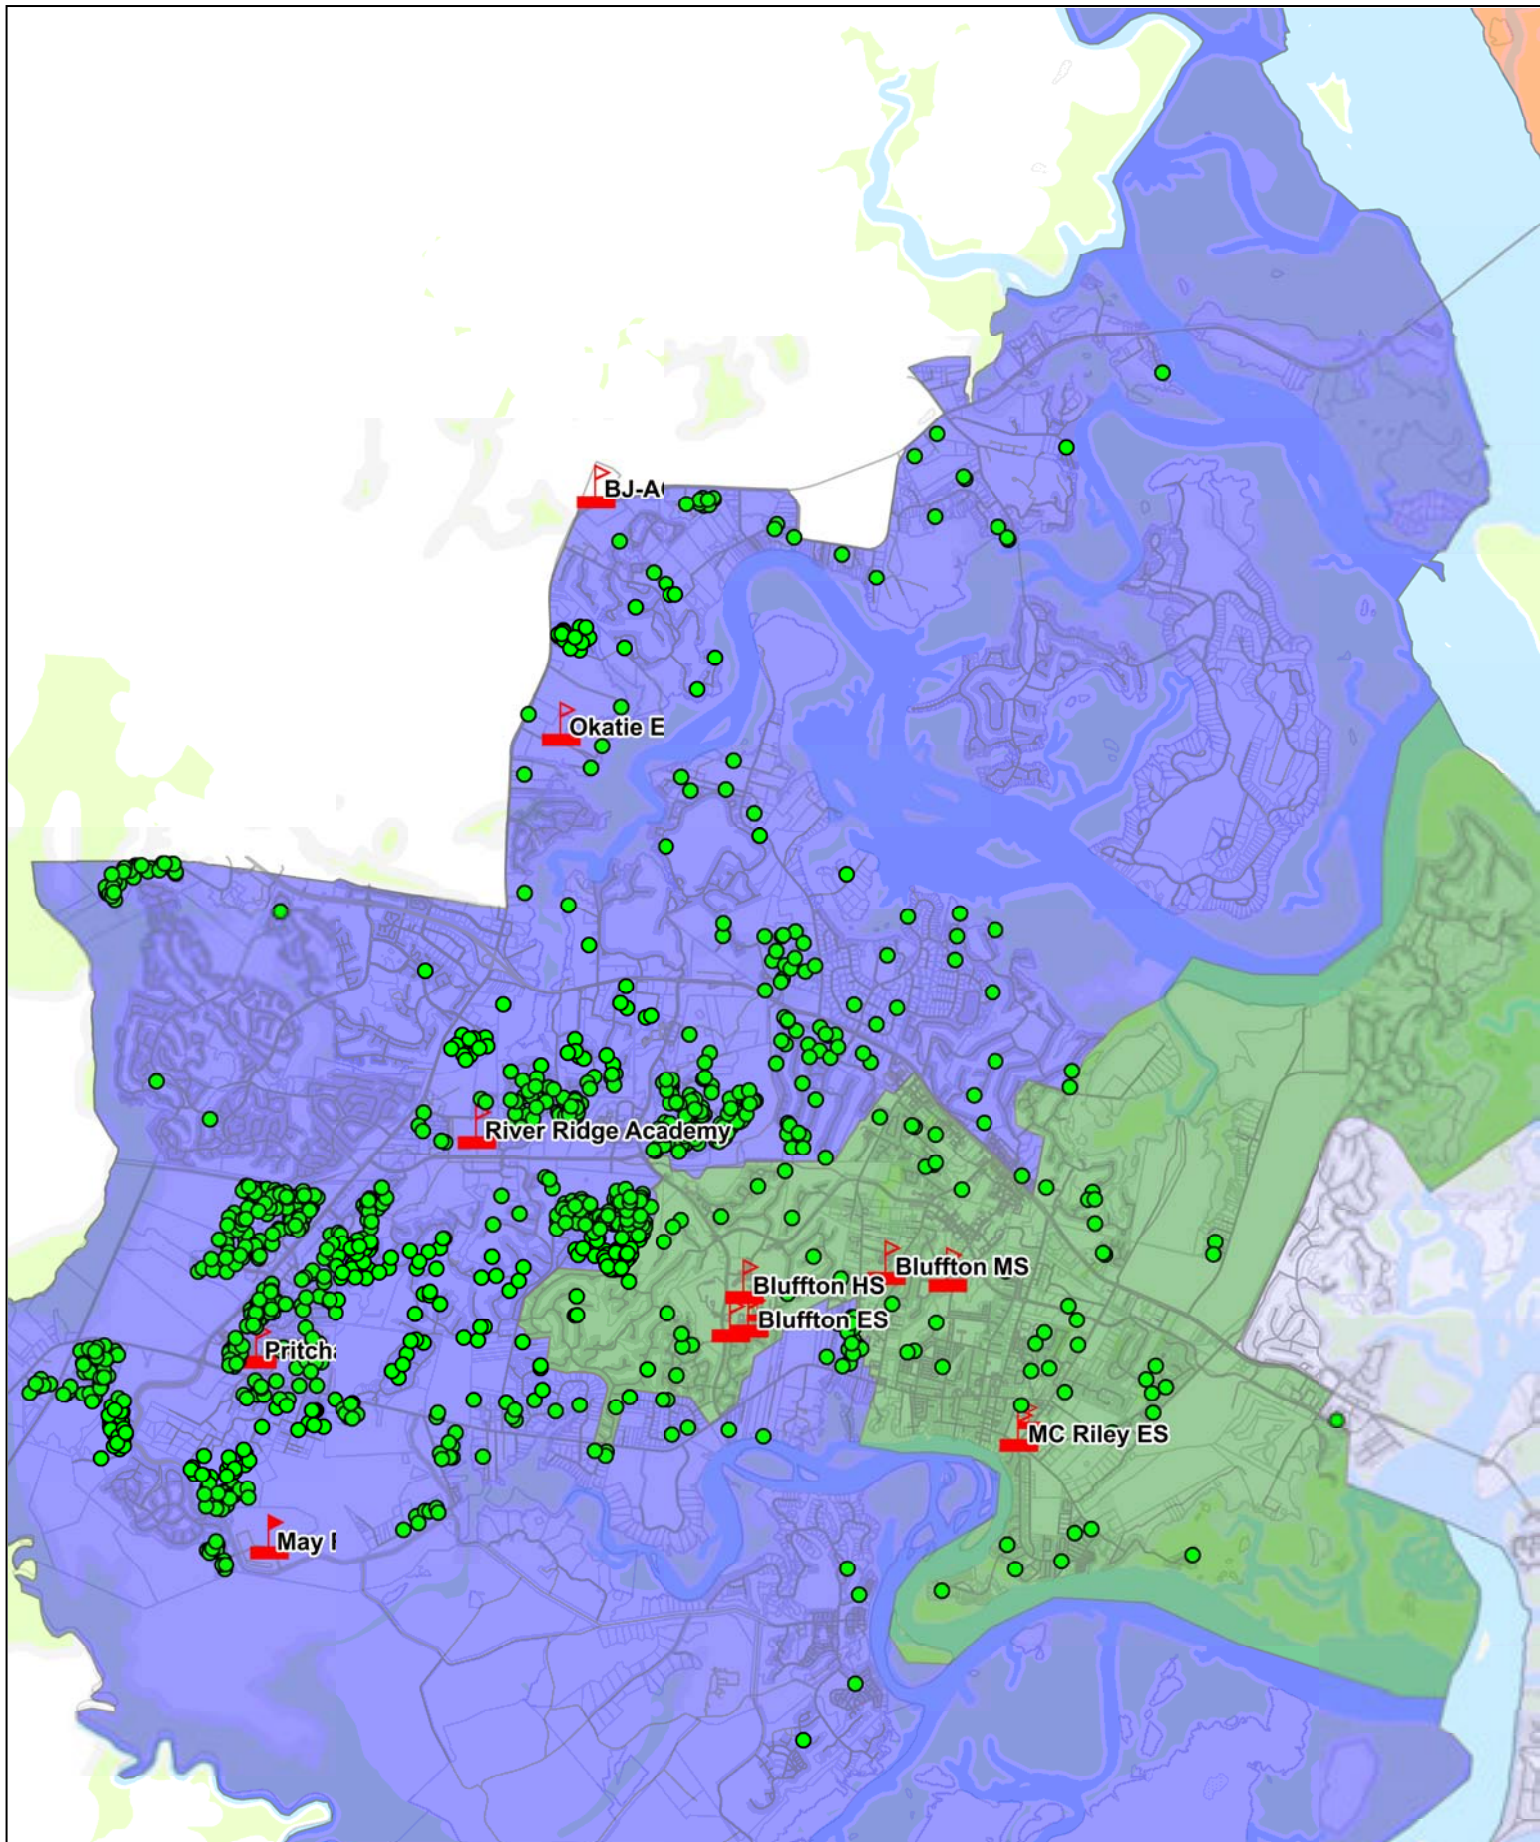 BJ-A
Okatie E
River Ridge Academy
Bluffton MS
Bluffton HS
Bluffton ES
Pritch
MC Riley ES
May